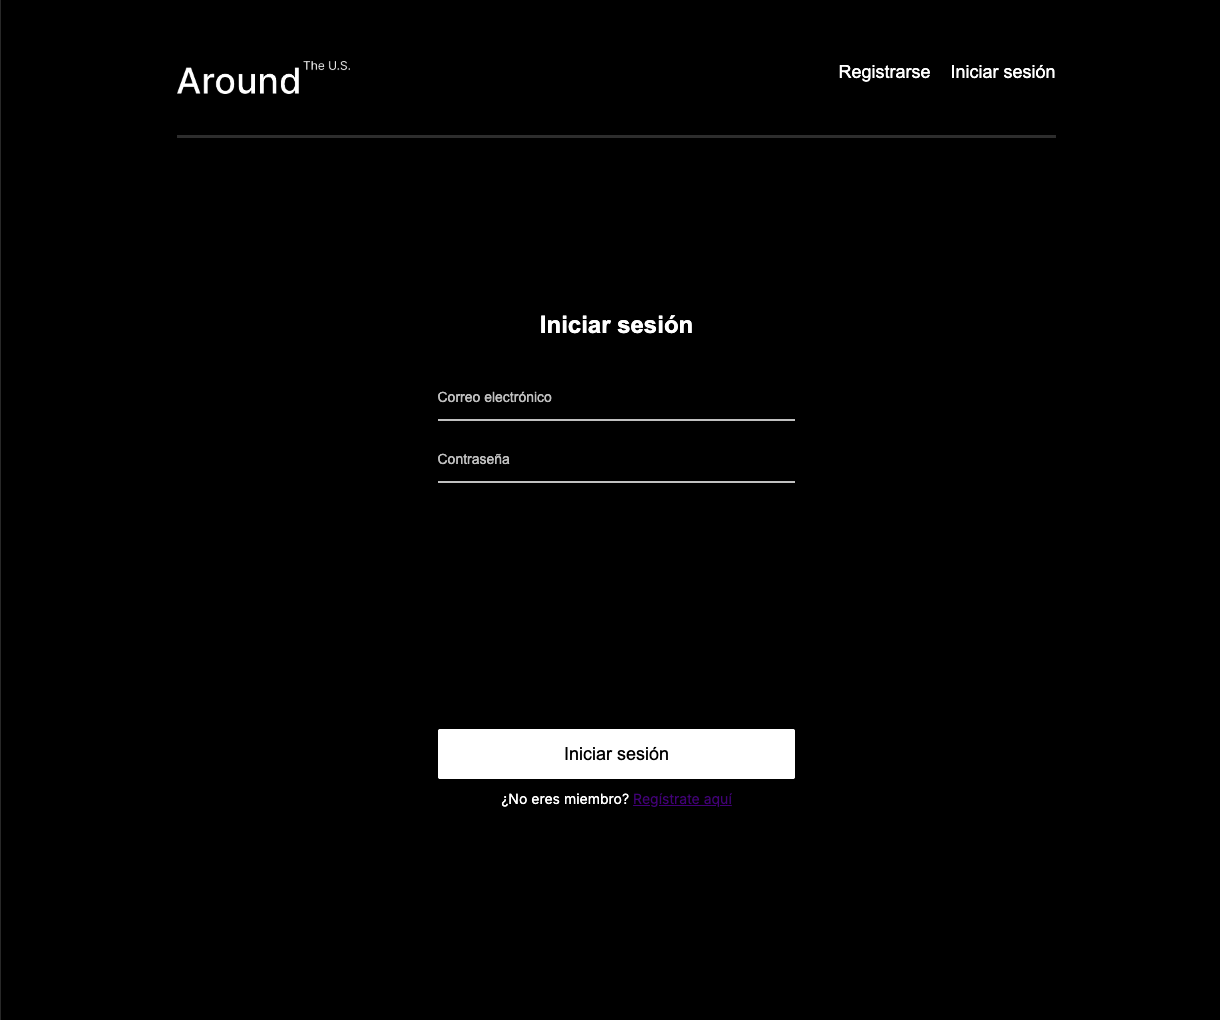 Around The U.S.
Registrarse Iniciar sesión
Iniciar sesión
Correo electrónico
Contraseña
Iniciar sesión
¿No eres miembro? Regístrate aquí